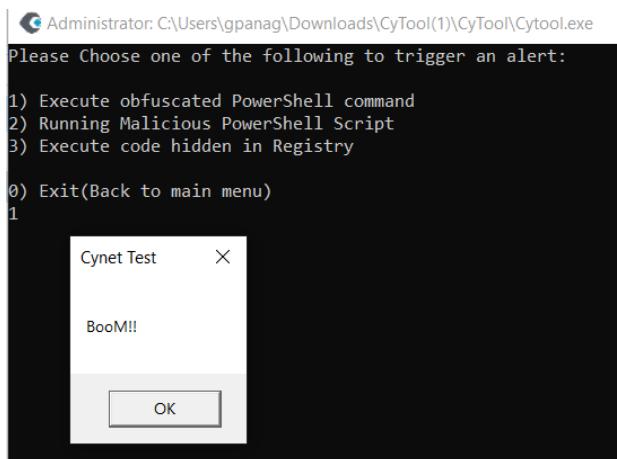 Administrator: C:\Users\gpanag\Downloads\CyTool(1)\CyTool\Cytool.exe
Please Choose one of the following to trigger an alert:
1) Execute obfuscated PowerShell command
2) Running Malicious PowerShell Script
3) Execute code hidden in Registry
0) Exit(Back to main menu)
1
Cynet Test
BooM!!
OK